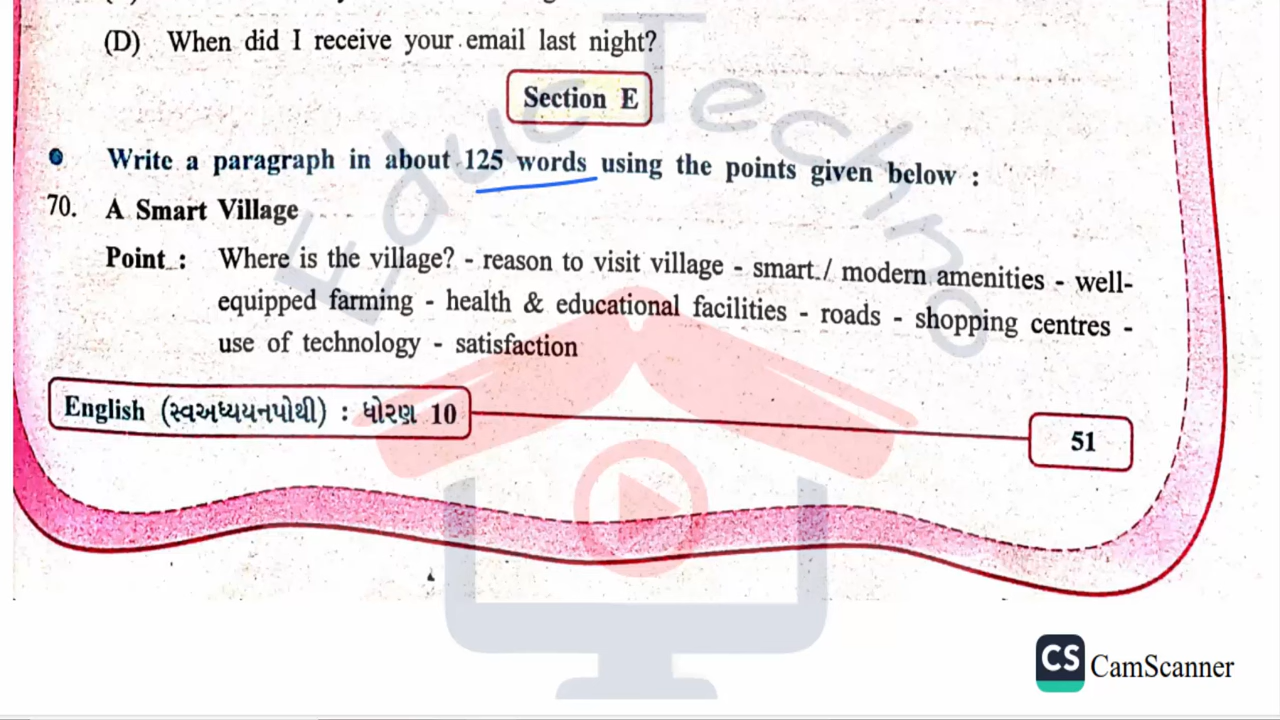 (D) When did I receive your email last night?
Section E
Write a paragraph in about 125 words using the points given below :
70. A Smart Village
Point : Where is the village? - reason to visit village - smart / modern amenities - well-
equipped farming - health & educational facilities - roads - shopping centres -
use of technology - satisfaction
English (સ્વઅધ્યયનપોથી) : ધોરણ 10
51
EducTechno
CS CamScanner